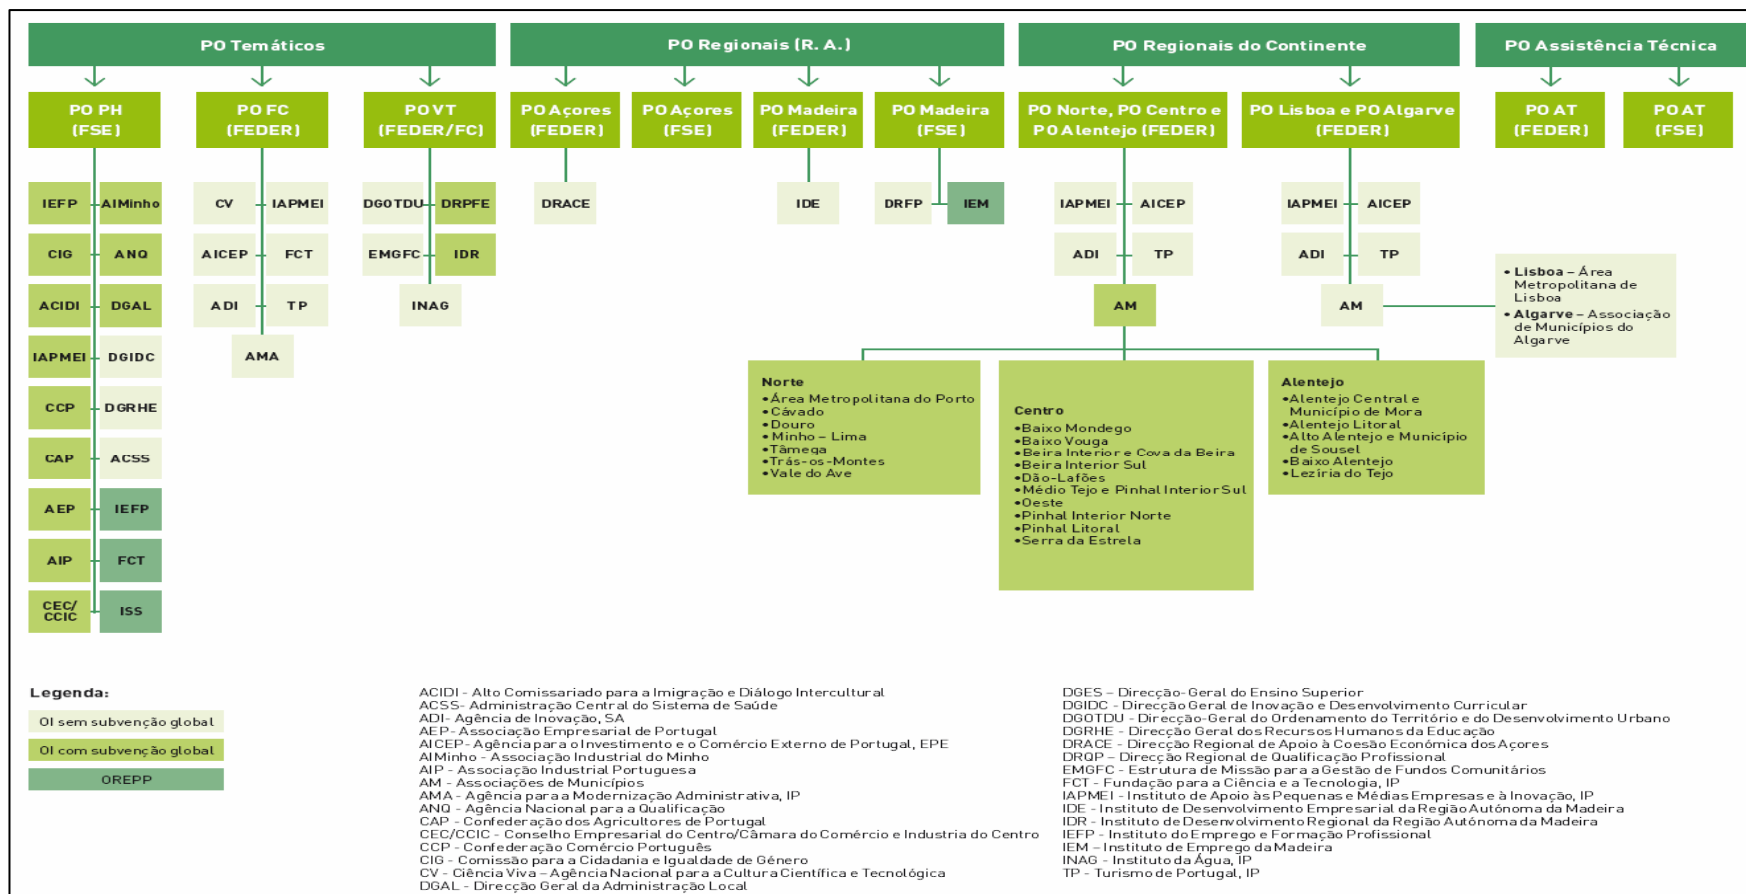 PO Temáticos
PO Regionais (R. A.)
PO Regionais do Continente
PO Assistência Técnica
PO PH
(FSE)
PO FC
(FEDER)
PO VT
(FEDER/FC)
PO Açores
(FEDER)
PO Açores
(FSE)
PO Madeira
(FEDER)
PO Madeira
(FSE)
PO Norte, PO Centro e
PO Alentejo (FEDER)
PO Lisboa e PO Algarve
(FEDER)
PO AT
(FEDER)
PO AT
(FSE)
IEFP
AIMinho
CIG
ANQ
ACIDI
DGAL
IAPMEI
DGIDC
CCP
DGRHE
CAP
ACSS
AEP
IEFP
AIP
FCT
CEC/
CCIC
ISS
CV
IAPMEI
AICEP
FCT
ADI
TP
AMA
DGOTDU
DRPFE
EMGFC
IDR
INAG
DRACE
IDE
DRFP
IEM
IAPMEI
AICEP
ADI
TP
AM
IAPMEI
AICEP
ADI
TP
AM
• Lisboa – Área
Metropolitana de
Lisboa
• Algarve – Associação
de Municípios do
Algarve
Norte
•Área Metropolitana do Porto
•Cávado
•Douro
•Minho – Lima
•Tâmega
•Trás-os-Montes
•Vale do Ave
Centro
•Baixo Mondego
•Baixo Vouga
•Beira Interior e Cova da Beira
•Beira Interior Sul
•Dão-Lafões
•Médio Tejo e Pinhal Interior Sul
•Oeste
•Pinhal Interior Norte
•Pinhal Litoral
•Serra da Estrela
Alentejo
•Alentejo Central e
Município de Mora
•Alentejo Litoral
•Alto Alentejo e Município
de Sousel
•Baixo Alentejo
•Lezíria do Tejo
Legenda:
OI sem subvenção global
OI com subvenção global
OREPP
ACIDI - Alto Comissariado para a Imigração e Diálogo Intercultural
ACSS- Administração Central do Sistema de Saúde
ADI- Agência de Inovação, SA
AEP- Associação Empresarial de Portugal
AICEP- Agência para o Investimento e o Comércio Externo de Portugal, EPE
AIMinho - Associação Industrial do Minho
AIP - Associação Industrial Portuguesa
AM - Associações de Municípios
AMA - Agência para a Modernização Administrativa, IP
ANQ - Agência Nacional para a Qualificação
CAP - Confederação dos Agricultores de Portugal
CEC/CCIC - Conselho Empresarial do Centro/Câmara do Comércio e Industria do Centro
CCP - Confederação Comércio Português
CIG - Comissão para a Cidadania e Igualdade de Género
CV – Ciência Viva – Agência Nacional para a Cultura Científica e Tecnológica
DGAL - Direcção Geral da Administração Local
DGES – Direcção-Geral do Ensino Superior
DGIDC - Direcção Geral de Inovação e Desenvolvimento Curricular
DGOTDU - Direcção-Geral do Ordenamento do Território e do Desenvolvimento Urbano
DGRHE - Direcção Geral dos Recursos Humanos da Educação
DRACE - Direcção Regional de Apoio à Coesão Económica dos Açores
DRQP – Direcção Regional de Qualificação Profissional
EMGFC - Estrutura de Missão para a Gestão de Fundos Comunitários
FCT - Fundação para a Ciência e a Tecnologia, IP
IAPMEI - Instituto de Apoio às Pequenas e Médias Empresas e à Inovação, IP
IDE - Instituto de Desenvolvimento Empresarial da Região Autónoma da Madeira
IDR - Instituto de Desenvolvimento Regional da Região Autónoma da Madeira
IEFP - Instituto do Emprego e Formação Profissional
IEM – Instituto de Emprego da Madeira
INAG - Instituto da Água, IP
TP - Turismo de Portugal, IP